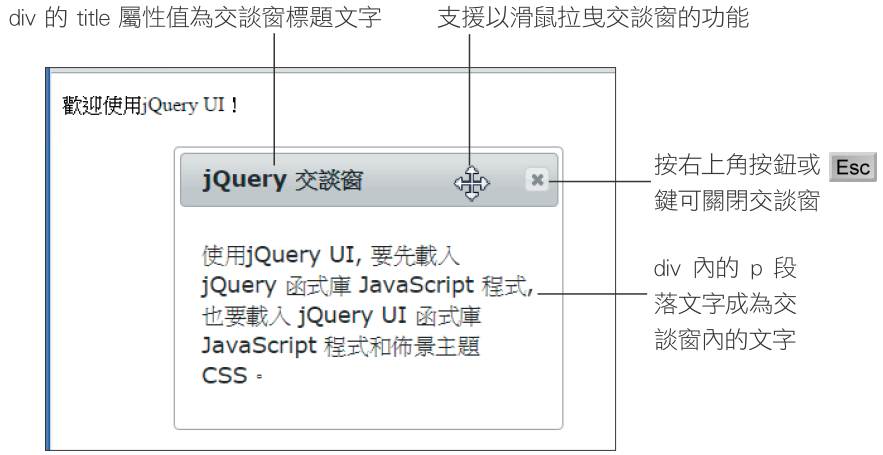 div 的 title 屬性值為交談窗標題文字
支援以滑鼠拉曳交談窗的功能
歡迎使用jQuery UI！
jQuery 交談窗
按右上角按鈕或 Esc
鍵可關閉交談窗
使用jQuery UI, 要先載入
jQuery 函式庫 JavaScript 程式,
也要載入 jQuery UI 函式庫
JavaScript 程式和佈景主題
CSS。
div 內的 p 段
落文字成為交
談窗內的文字